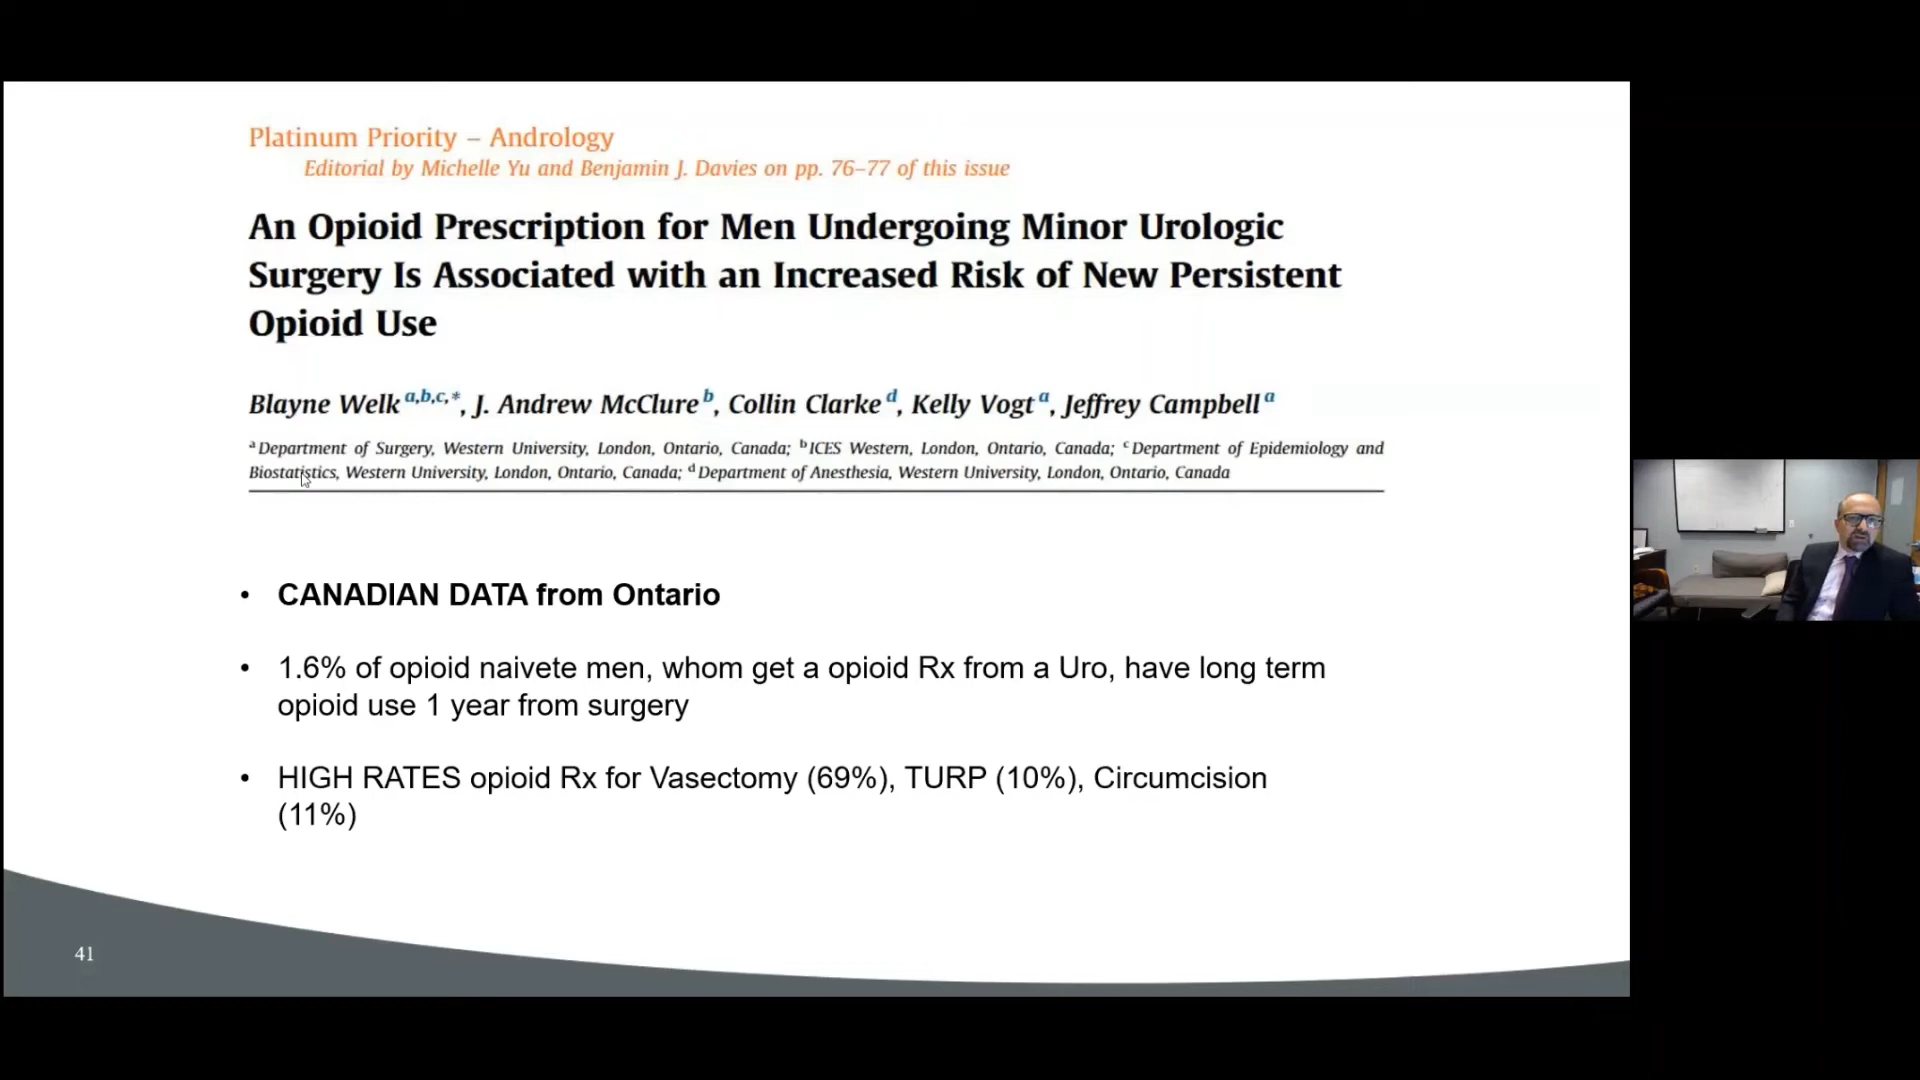 Platinum Priority – Andrology
Editorial by Michelle Yu and Benjamin J. Davies on pp. 76–77 of this issue
An Opioid Prescription for Men Undergoing Minor Urologic
Surgery Is Associated with an Increased Risk of New Persistent
Opioid Use
Blayne Welk a,b,c,*, J. Andrew McClure b, Collin Clarke d, Kelly Vogt a, Jeffrey Campbell a
a Department of Surgery, Western University, London, Ontario, Canada; b ICES Western, London, Ontario, Canada; c Department of Epidemiology and
Biostatistics, Western University, London, Ontario, Canada; d Department of Anesthesia, Western University, London, Ontario, Canada
• CANADIAN DATA from Ontario
• 1.6% of opioid naivete men, whom get a opioid Rx from a Uro, have long term
opioid use 1 year from surgery
• HIGH RATES opioid Rx for Vasectomy (69%), TURP (10%), Circumcision
(11%)
41